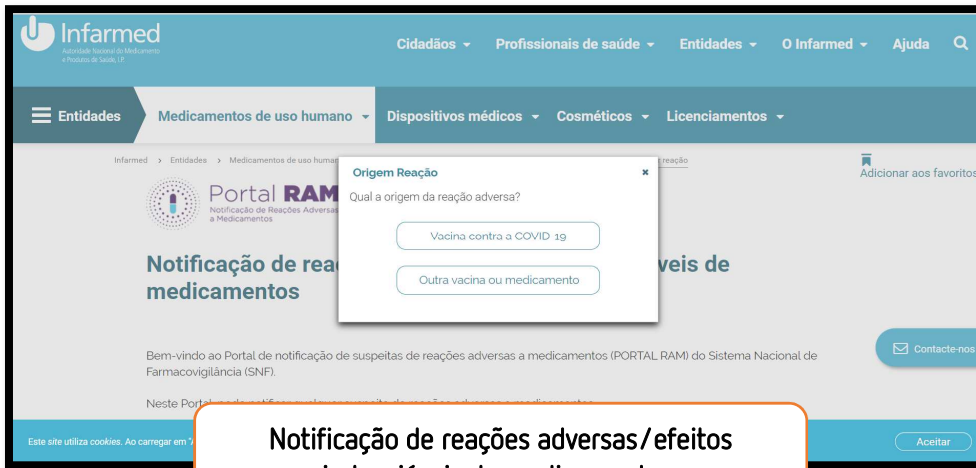 Infarmed
Autoridade Nacional do Medicamento
e Produtos de Saúde, I.P.
Cidadãos
Profissionais de saúde
Entidades
O Infarmed
Ajuda
Entidades
Medicamentos de uso humano
Dispositivos médicos
Cosméticos
Licenciamentos
Infarmed > Entidades > Medicamentos de uso human
reação
Adicionar aos favoritos
Portal RAM
Notificação de Reações Adversas
a Medicamentos
Origem Reação
×
Qual a origem da reação adversa?
Vacina contra a COVID 19
Outra vacina ou medicamento
Notificação de rea veis de
medicamentos
Bem-vindo ao Portal de notificação de suspeitas de reações adversas a medicamentos (PORTAL RAM) do Sistema Nacional de
Farmacovigilância (SNF).
Contacte-nos
Neste Portal
Este site utiliza cookies. Ao carregar em
Aceitar
Notificação de reações adversas/efeitos